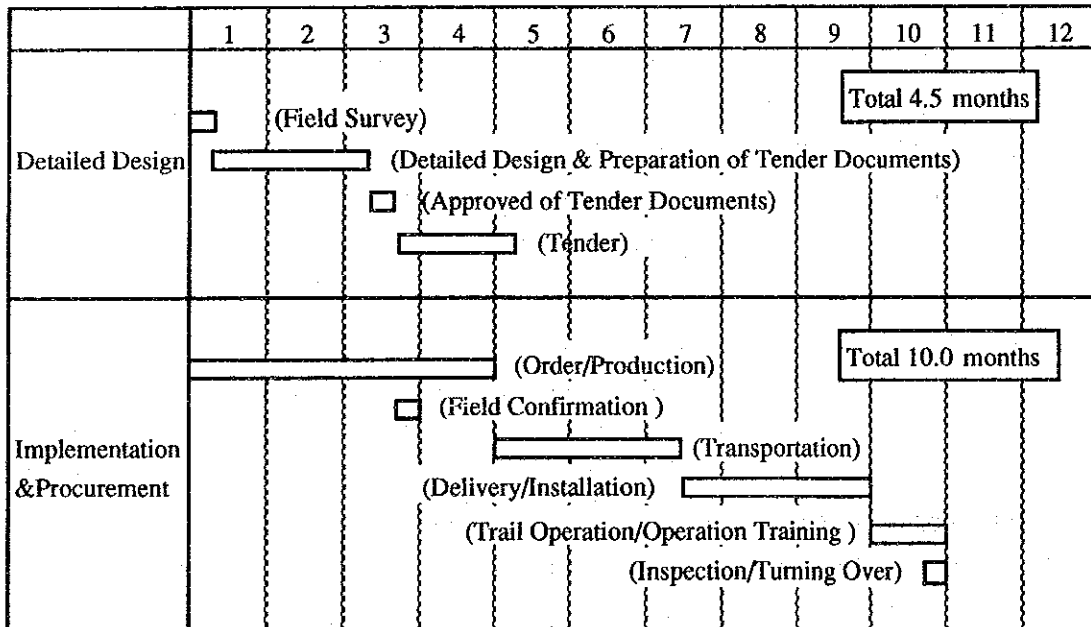 1 2 3 4 5 6 7 8 9 10 11 12
Total 4.5 months
(Field Survey)
Detailed Design
(Detailed Design & Preparation of Tender Documents)
(Approved of Tender Documents)
(Tender)
Total 10.0 months
(Order/Production)
(Field Confirmation )
Implementation
&Procurement
(Transportation)
(Delivery/Installation)
(Trail Operation/Operation Training )
(Inspection/Turning Over)